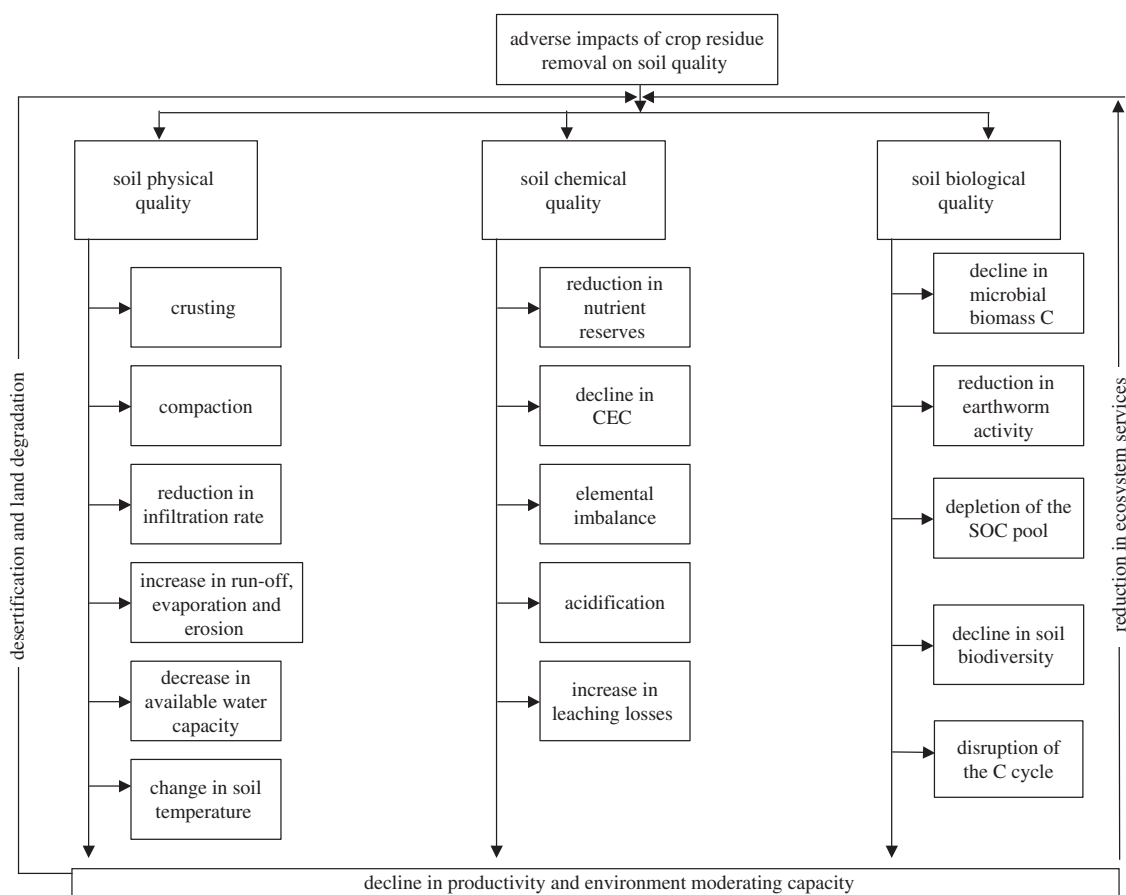 adverse impacts of crop residue
removal on soil quality
soil physical
quality
crusting
compaction
reduction in
infiltration rate
increase in run-off,
evaporation and
erosion
decrease in
available water
capacity
change in soil
temperature
soil chemical
quality
reduction in
nutrient
reserves
decline in
CEC
elemental
imbalance
acidification
increase in
leaching losses
soil biological
quality
decline in
microbial
biomass C
reduction in
earthworm
activity
depletion of the
SOC pool
decline in soil
biodiversity
disruption of
the C cycle
desertification and land degradation
reduction in ecosystem services
decline in productivity and environment moderating capacity